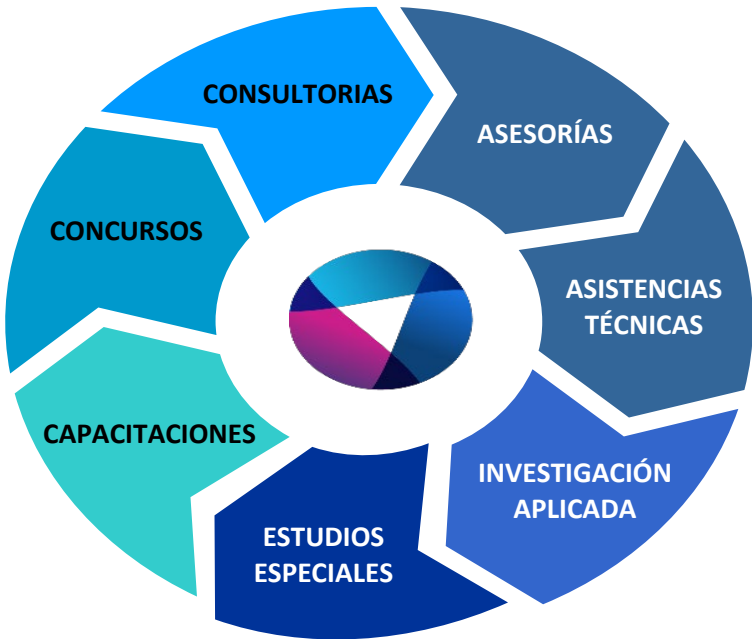 CONSULTORIAS
ASESORÍAS
ASISTENCIAS
TÉCNICAS
INVESTIGACIÓN
APLICADA
ESTUDIOS
ESPECIALES
CAPACITACIONES
CONCURSOS